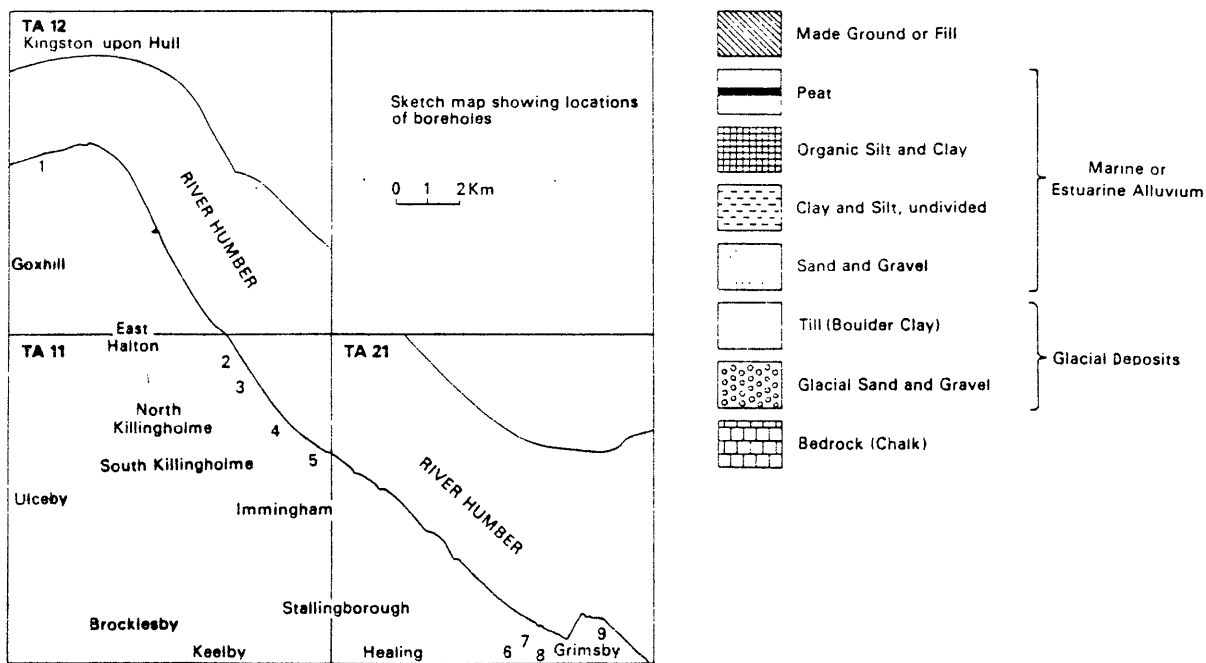 TA 12
Kingston upon Hull
Sketch map showing locations
of boreholes
0 1 2 Km
1
RIVER HUMBER
Goxhill
East
Halton
TA 11
TA 21
2
3
North
Killingholme
4
South Killingholme
5
Ulceby
Immingham
RIVER HUMBER
Stallingborough
Brocklesby
Keelby
Healing
6
7
8
Grimsby
9
Made Ground or Fill
Peat
Organic Silt and Clay
Clay and Silt, undivided
Sand and Gravel
Marine or
Estuarine Alluvium
Till (Boulder Clay)
Glacial Sand and Gravel
Glacial Deposits
Bedrock (Chalk)